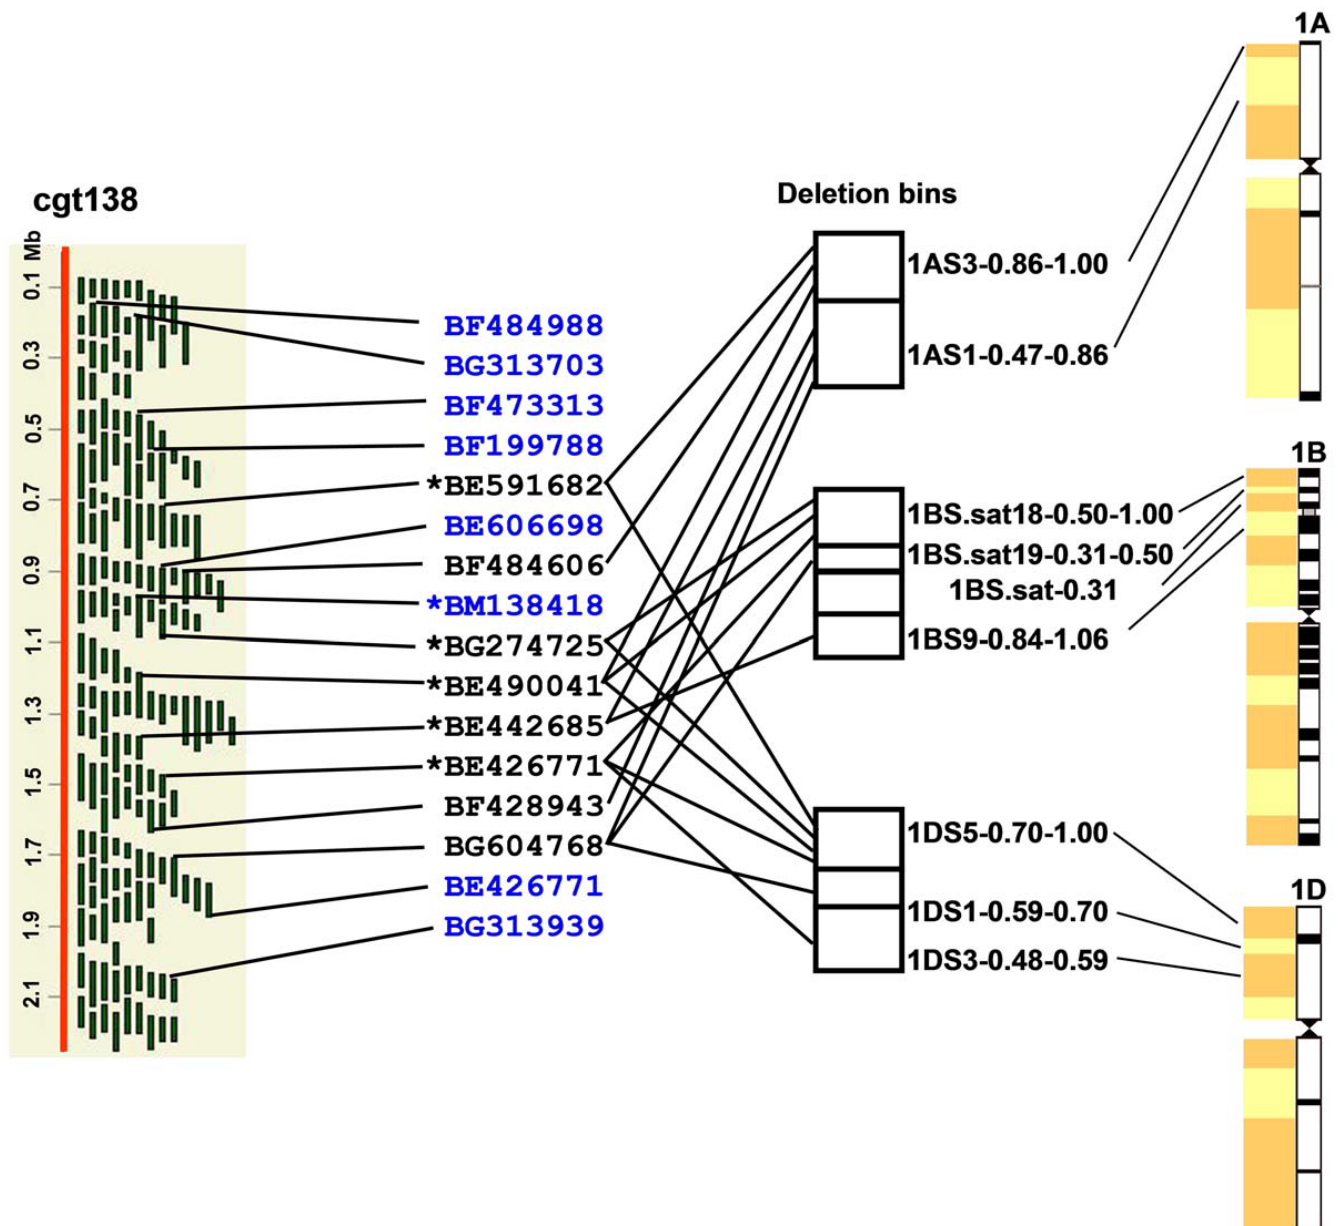 1A
cgt138
Deletion bins
0.1 Mb
0.3
0.5
0.7
0.9
1.1
1.3
1.5
1.7
1.9
2.1
BF484988
BG313703
BF473313
BF199788
*BE591682
BE606698
BF484606
*BM138418
*BG274725
*BE490041
*BE442685
*BE426771
BF428943
BG604768
BE426771
BG313939
1AS3-0.86-1.00
1AS1-0.47-0.86
1B
1BS.sat18-0.50-1.00
1BS.sat19-0.31-0.50
1BS.sat-0.31
1BS9-0.84-1.06
1D
1DS5-0.70-1.00
1DS1-0.59-0.70
1DS3-0.48-0.59